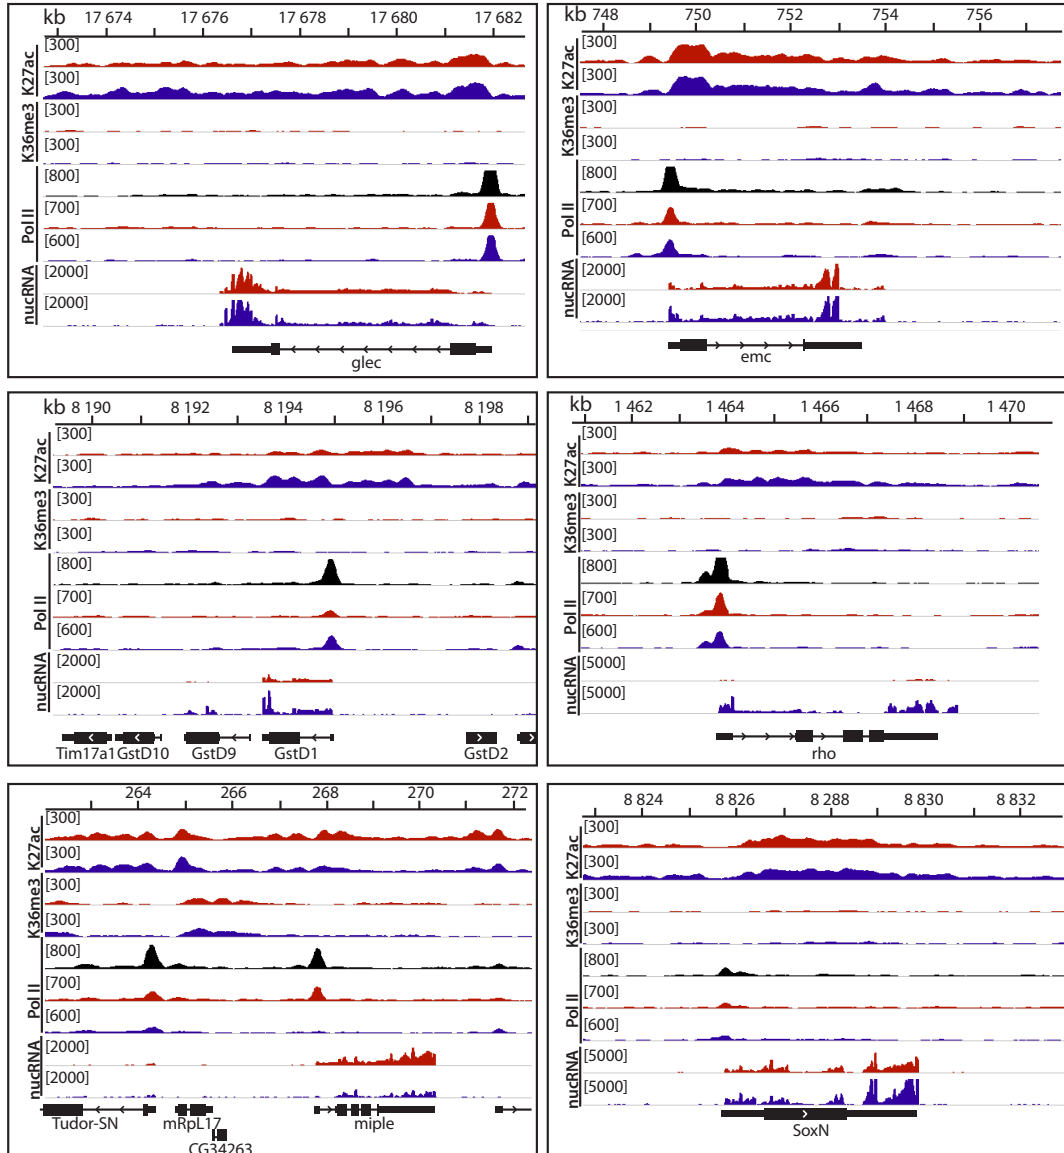 kb 17 674 17 676 17 678 17 680 17 682
K27ac [300]
[300]
K36me3 [300]
[300]
Pol II [800]
[700]
[600]
nucRNA [2000]
[2000]
glec
kb 748 750 752 754 756
K27ac [300]
[300]
K36me3 [300]
[300]
Pol II [800]
[700]
[600]
nucRNA [2000]
[2000]
emc
kb 8 190 8 192 8 194 8 196 8 198
K27ac [300]
[300]
K36me3 [300]
[300]
Pol II [800]
[700]
[600]
nucRNA [2000]
[2000]
Tim17a1 GstD10 GstD9 GstD1 GstD2
kb 1 462 1 464 1 466 1 468 1 470
K27ac [300]
[300]
K36me3 [300]
[300]
Pol II [800]
[700]
[600]
nucRNA [5000]
[5000]
rho
264 266 268 270 272
K27ac [300]
[300]
K36me3 [300]
[300]
Pol II [800]
[700]
[600]
nucRNA [2000]
[2000]
Tudor-SN mRpL17 miple
CG34263
8 824 8 826 8 288 8 830 8 832
K27ac [300]
[300]
K36me3 [300]
[300]
Pol II [800]
[700]
[600]
nucRNA [5000]
[5000]
SoxN